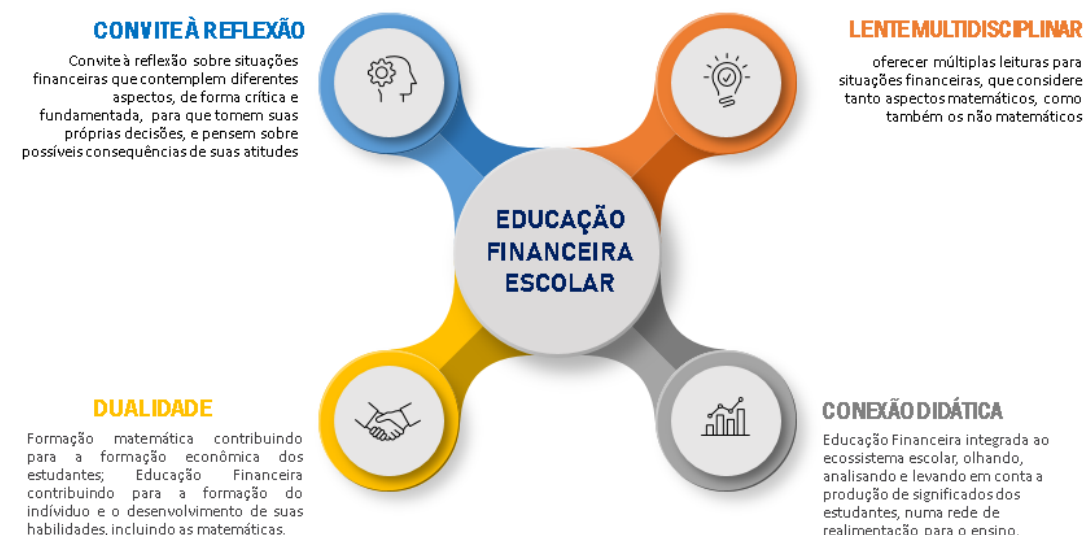 CONVITE À REFLEXÃO
Convite à reflexão sobre situações
financeiras que contemplem diferentes
aspectos, de forma crítica e
fundamentada, para que tomem suas
próprias decisões, e pensem sobre
possíveis consequências de suas atitudes
LENTE MULTIDISCIPLINAR
oferecer múltiplas leituras para
situações financeiras, que considere
tanto aspectos matemáticos, como
também os não matemáticos
EDUCAÇÃO
FINANCEIRA
ESCOLAR
DUALIDADE
Formação matemática contribuindo
para a formação econômica dos
estudantes; Educação Financeira
contribuindo para a formação do
indíviduo e o desenvolvimento de suas
habilidades, incluindo as matemáticas.
CONEXÃO DIDÁTICA
Educação Financeira integrada ao
ecossistema escolar, olhando,
analisando e levando em conta a
produção de significados dos
estudantes, numa rede de
realimentação para o ensino.